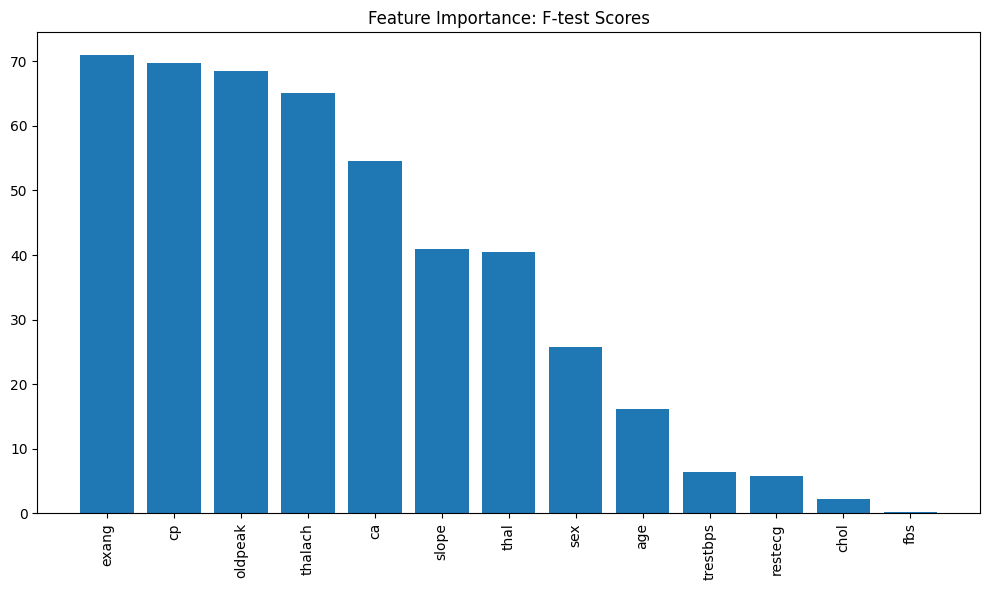 Feature Importance: F-test Scores
70
60
50
40
30
20
10
0
exang
cp
oldpeak
thalach
ca
slope
thal
sex
age
trestbps
restecg
chol
fbs